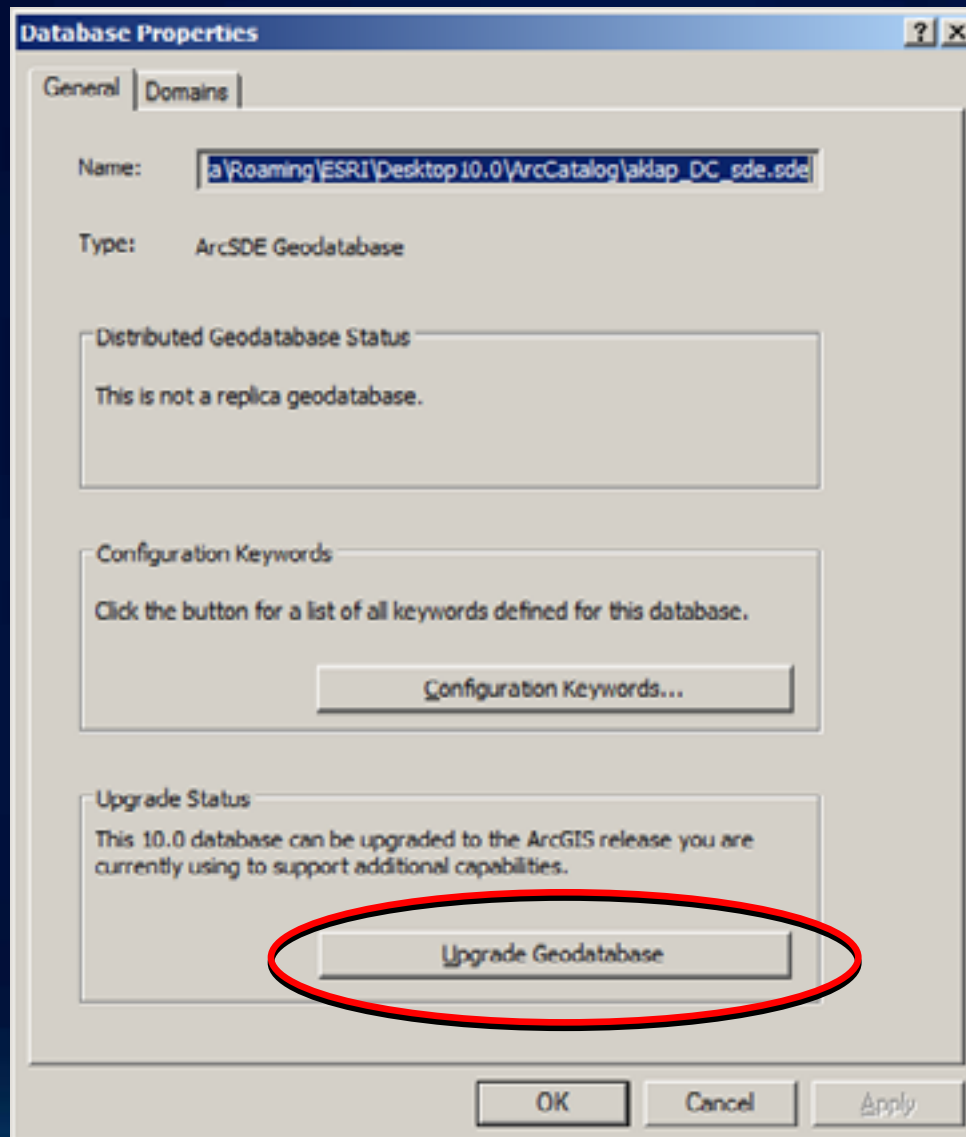 Database Properties
General Domains
Name: a\Roaming\ESRI\Desktop10.0\ArcCatalog\aklap_DC_sde.sde
Type: ArcSDE Geodatabase
Distributed Geodatabase Status
This is not a replica geodatabase.
Configuration Keywords
Click the button for a list of all keywords defined for this database.
Configuration Keywords...
Upgrade Status
This 10.0 database can be upgraded to the ArcGIS release you are
currently using to support additional capabilities.
Upgrade Geodatabase
OK Cancel Apply